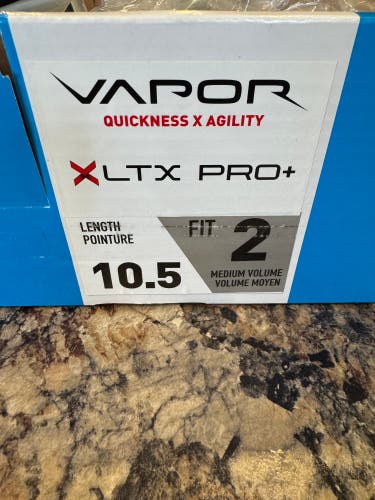 VAPOR
QUICKNESS X AGILITY
XLTX PRO+
LENGTH
POINTURE
10.5
FIT 2
MEDIUM VOLUME
VOLUME MOYEN